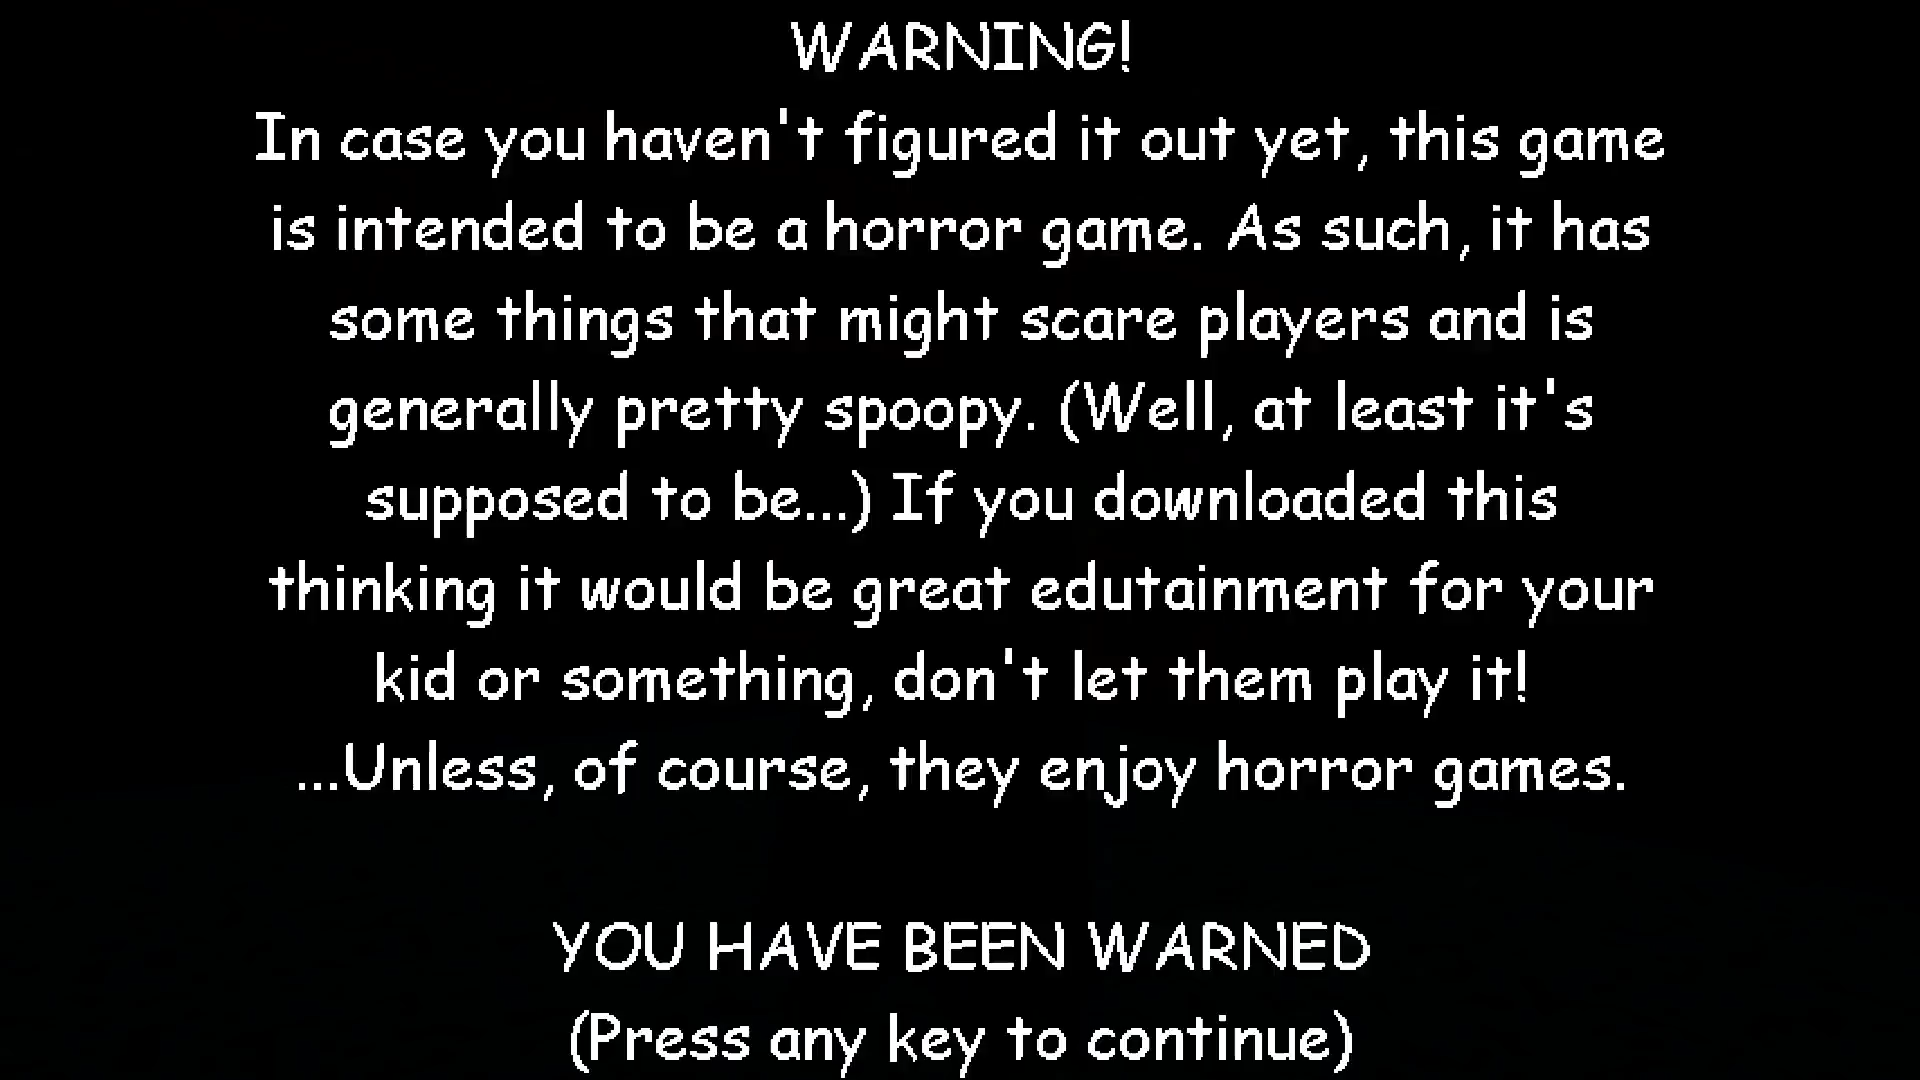 WARNING!
In case you haven't figured it out yet, this game
is intended to be a horror game. As such, it has
some things that might scare players and is
generally pretty spoopy. (Well, at least it's
supposed to be...) If you downloaded this
thinking it would be great edutainment for your
kid or something, don't let them play it!
...Unless, of course, they enjoy horror games.
YOU HAVE BEEN WARNED
(Press any key to continue)